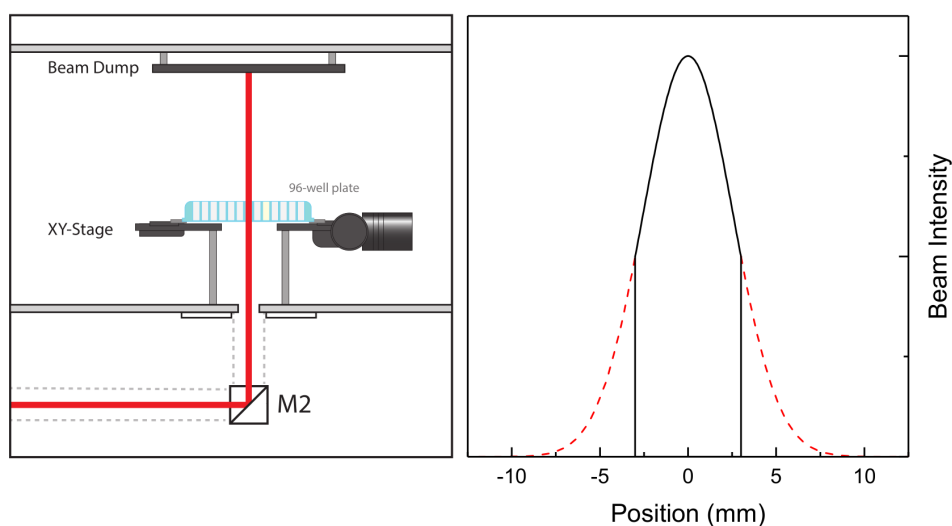 Beam Dump
96-well plate
XY-Stage
M2
Beam Intensity
-10 -5 0 5 10
Position (mm)